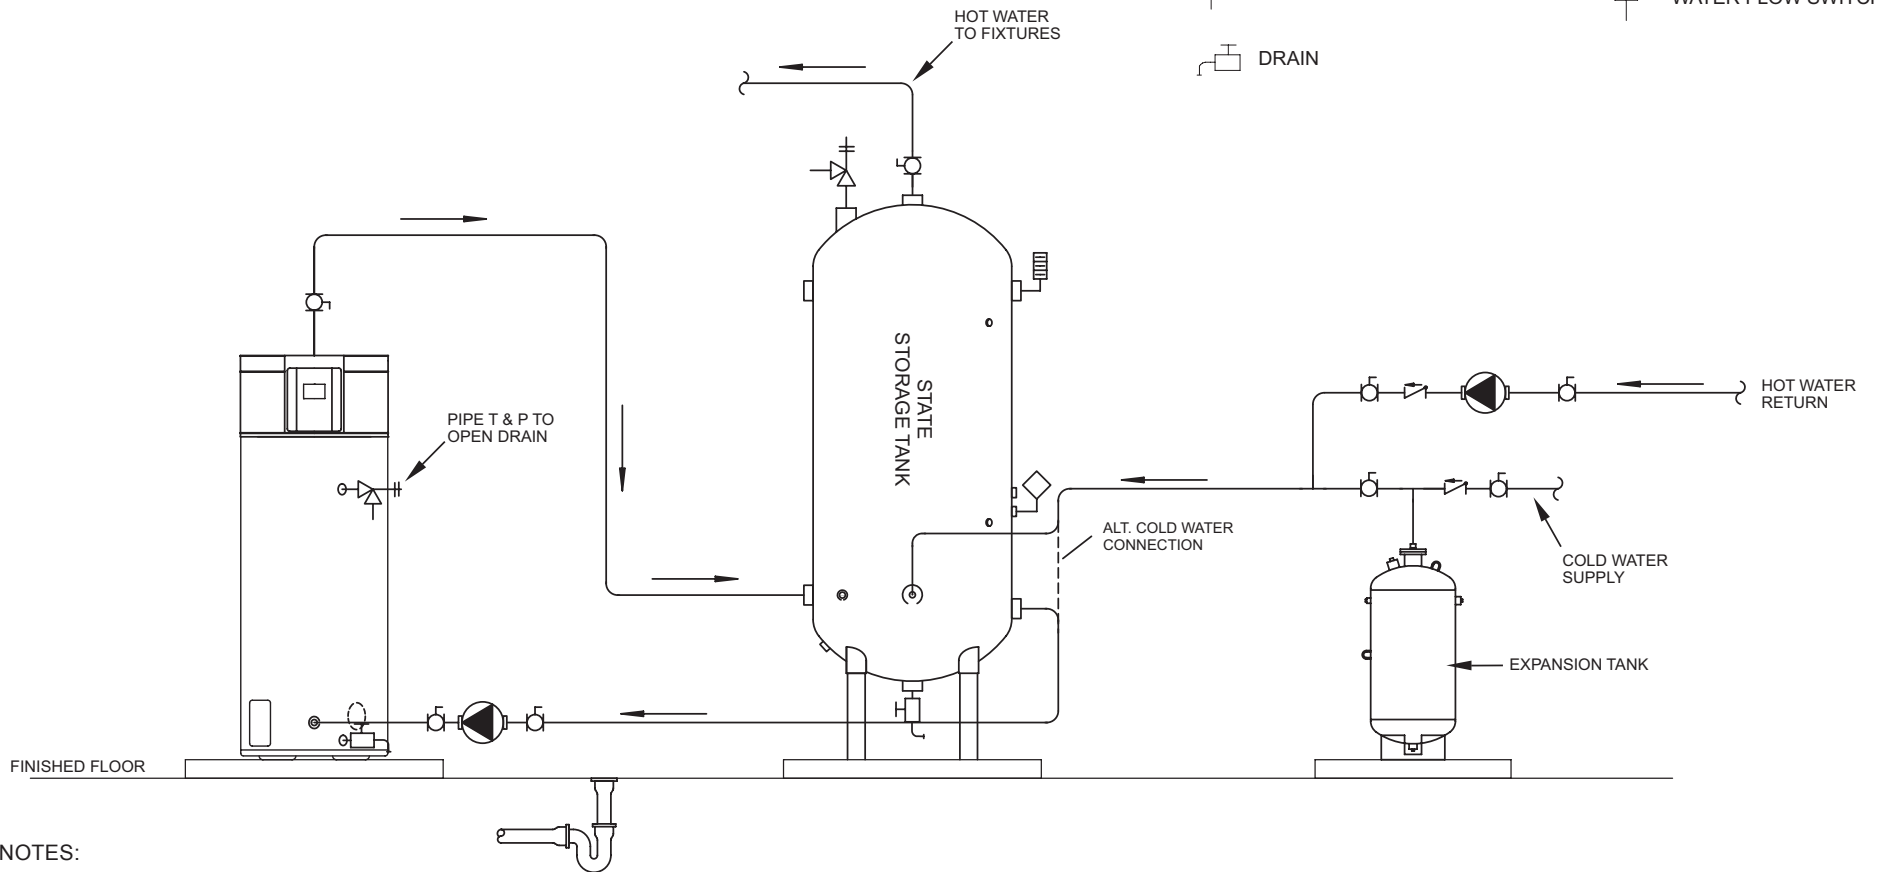 WATER FLOW SWITCH
HOT WATER
TO FIXTURES
DRAIN
STATE
STORAGE TANK
HOT WATER
RETURN
PIPE T & P TO
OPEN DRAIN
ALT. COLD WATER
CONNECTION
COLD WATER
SUPPLY
EXPANSION TANK
FINISHED FLOOR
NOTES: